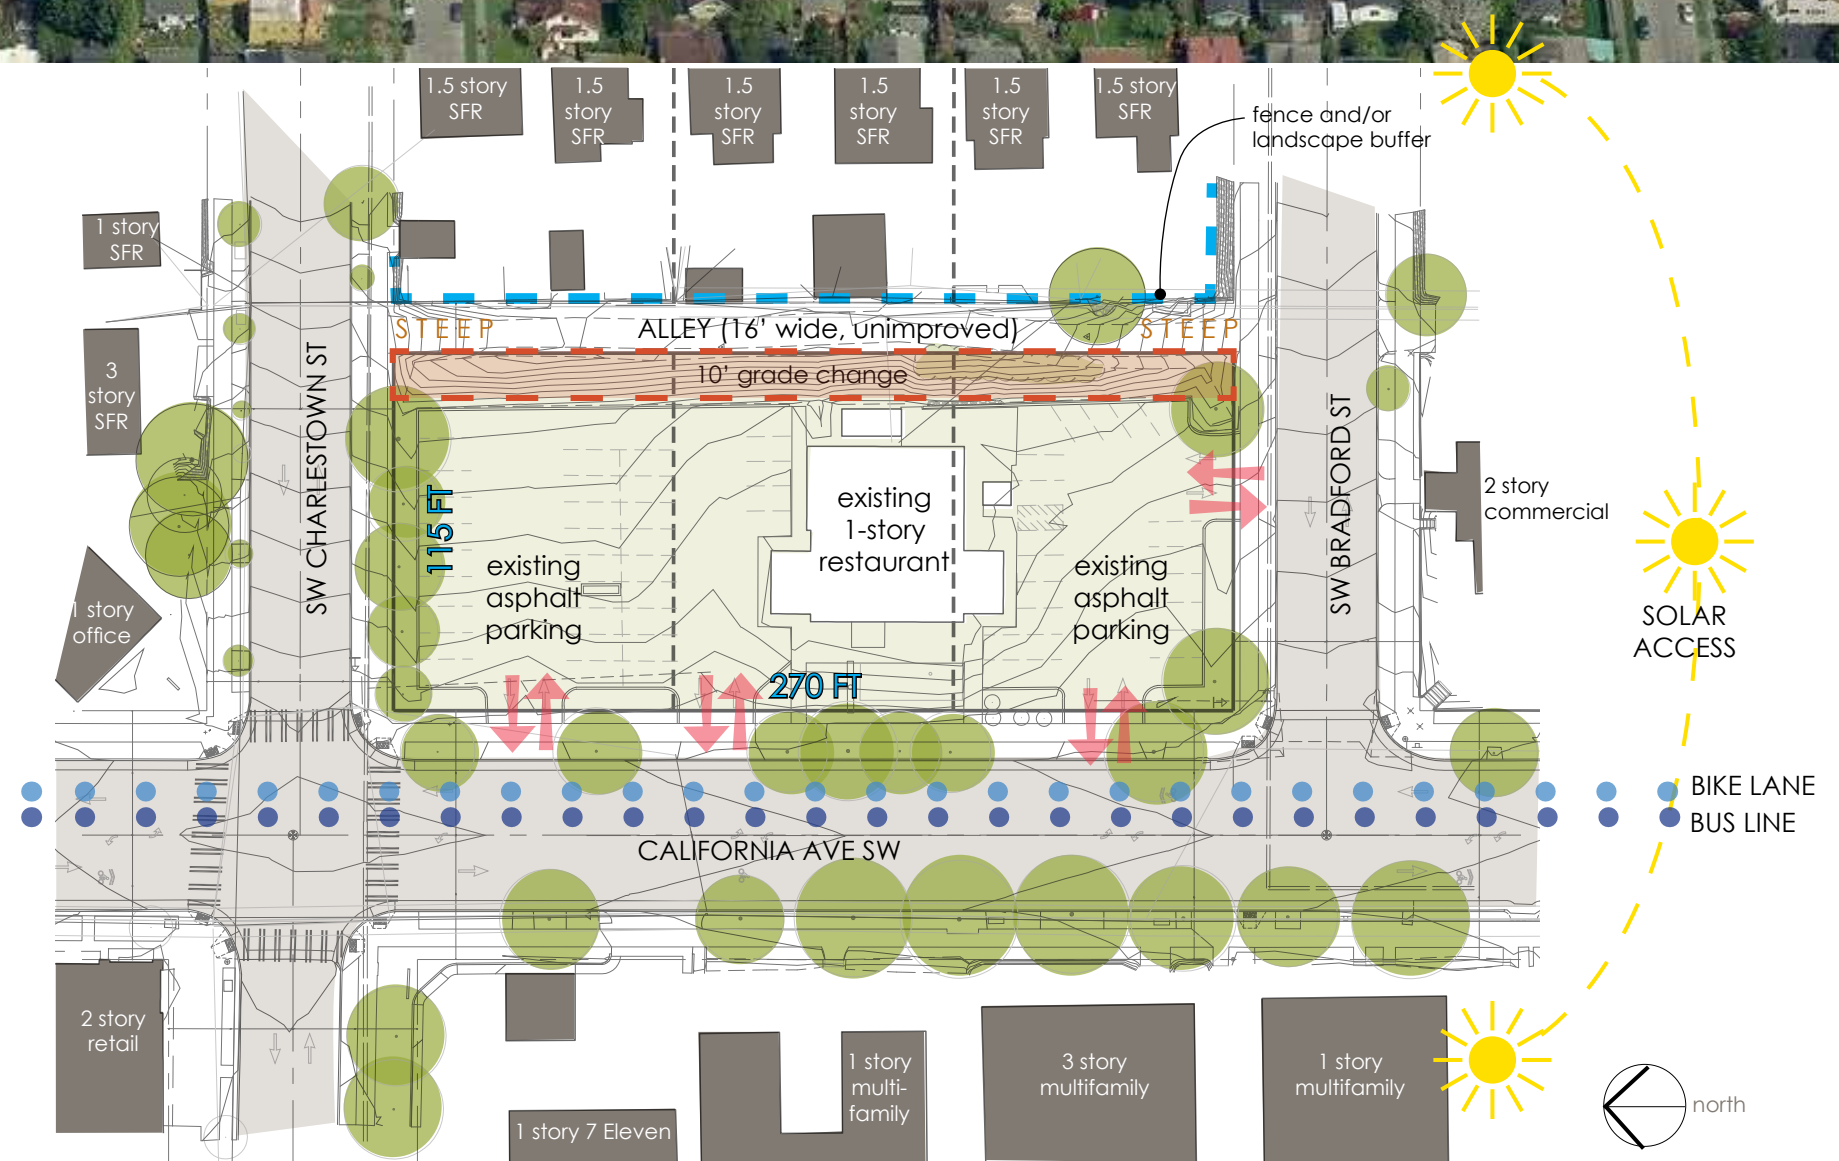 1.5 story
SFR
1.5
story
SFR
1.5
story
SFR
1.5
story
SFR
1.5
story
SFR
1.5 story
SFR
fence and/or
landscape buffer
1 story
SFR
STEEP
ALLEY (16' wide, unimproved)
STEEP
10' grade change
3
story
SFR
SW CHARLESTOWN ST
SW BRADFORD ST
115 FT
existing
1-story
restaurant
existing
asphalt
parking
existing
asphalt
parking
2 story
commercial
1 story
office
SOLAR
ACCESS
270 FT
BIKE LANE
BUS LINE
CALIFORNIA AVE SW
2 story
retail
1 story
multi-
family
3 story
multifamily
1 story
multifamily
1 story 7 Eleven
north